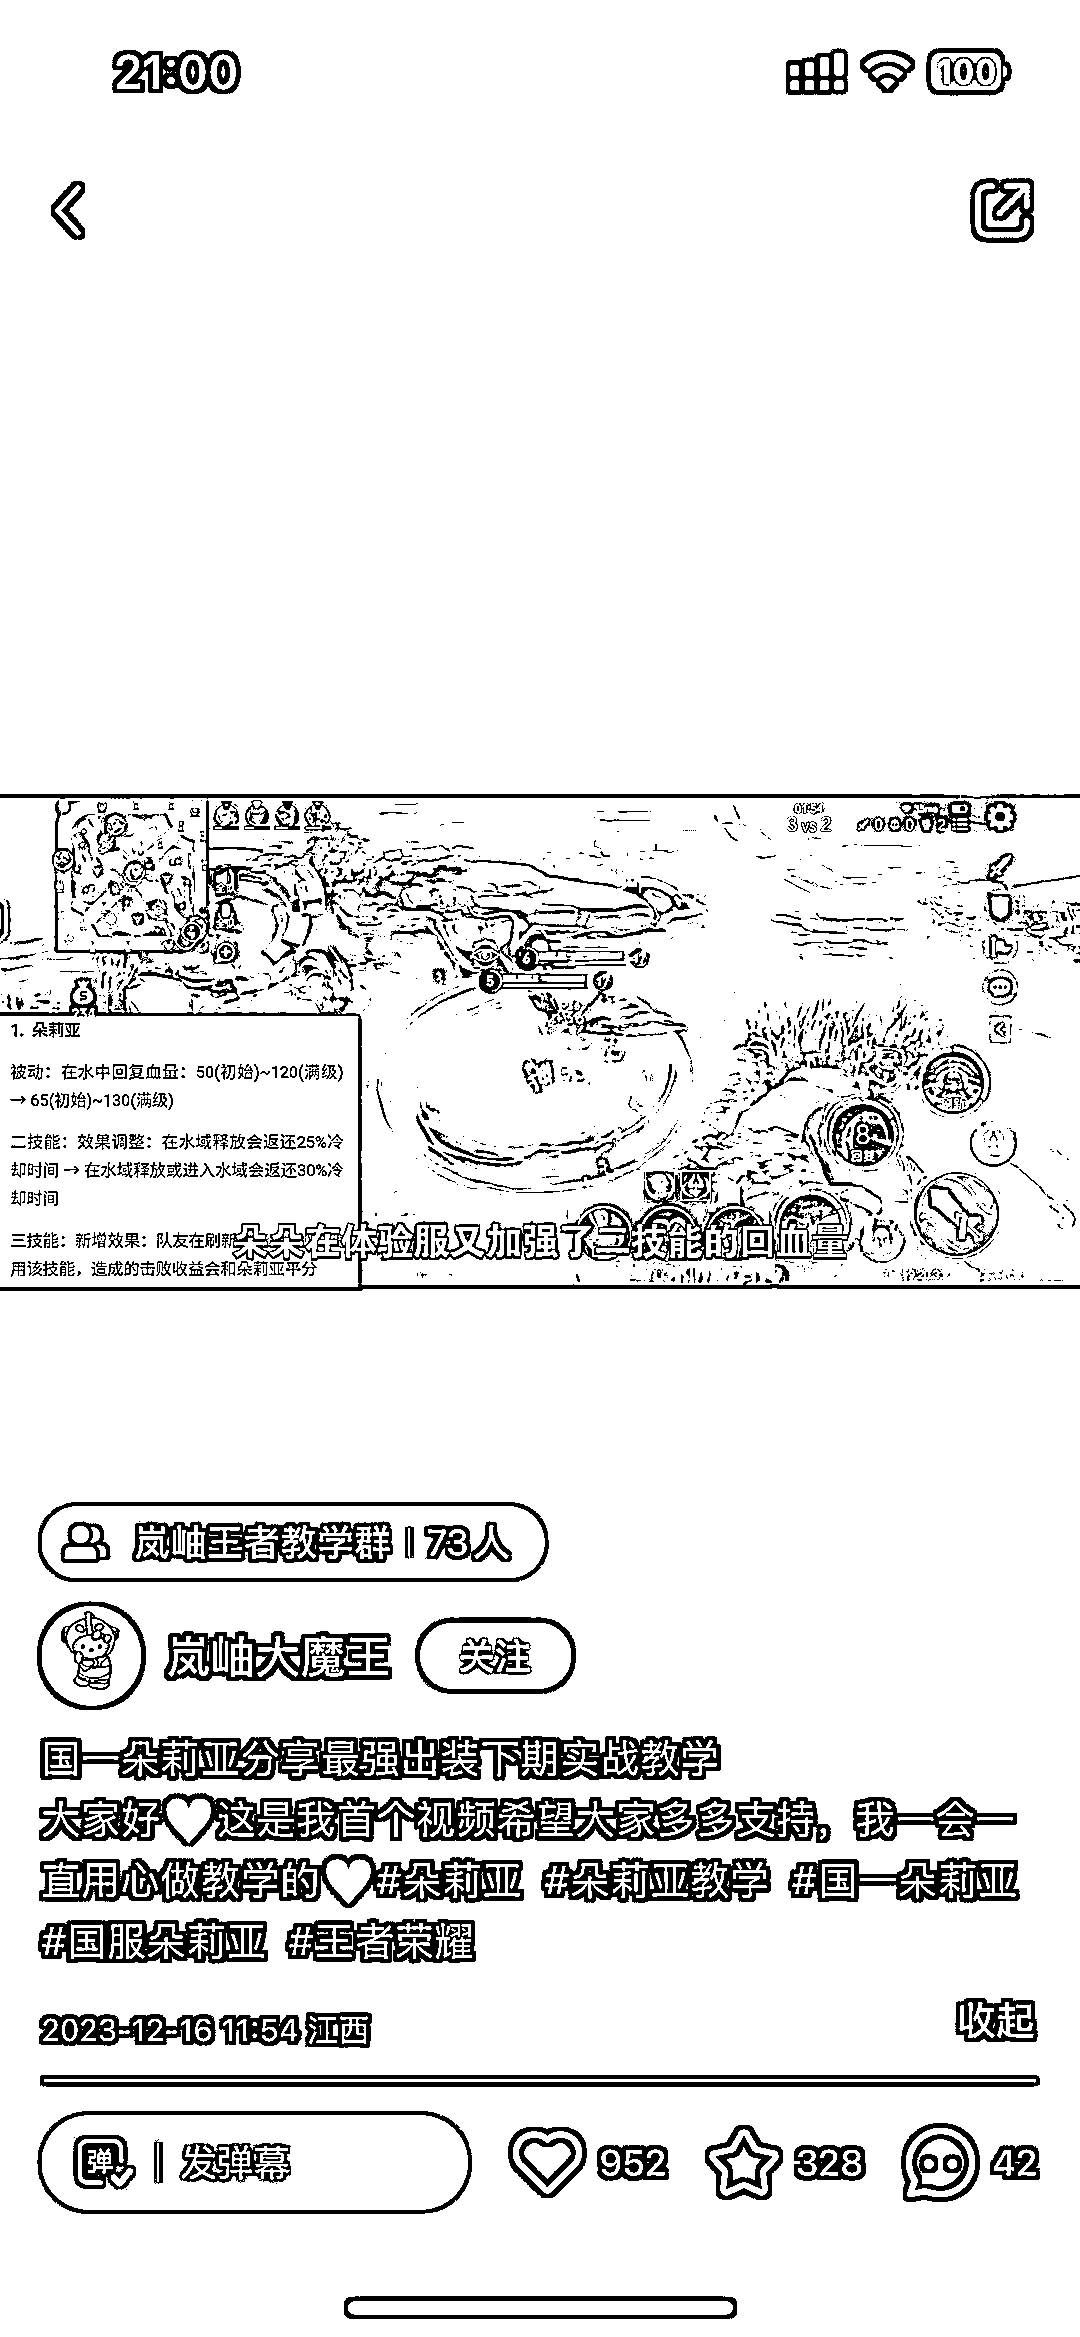 21:00
100
01:54
3 vs 2
1. 朵莉亚
被动：在水中回复血量：50(初始)~120(满级)
→ 65(初始)~130(满级)
二技能：效果调整：在水域释放会返还25%冷
却时间 → 在水域释放或进入水域会返还30%冷
却时间
三技能：新增效果：队友在刷新
用该技能，造成的击败收益会和朵莉亚平分
朵朵在体验服又加强了二技能的回血量
岚岫王者教学群 | 73人
岚岫大魔王
关注
国一朵莉亚分享最强出装下期实战教学
大家好♡这是我首个视频希望大家多多支持，我一会一
直用心做教学的♡#朵莉亚 #朵莉亚教学 #国一朵莉亚
#国服朵莉亚 #王者荣耀
2023-12-16 11:54 江西
收起
弹 | 发弹幕
952
328
42